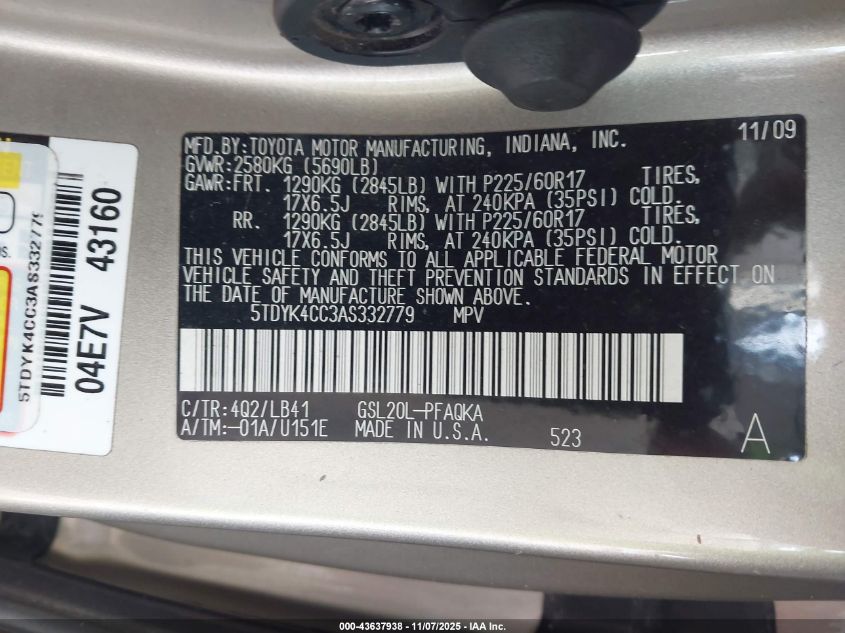 MFD.BY:TOYOTA MOTOR MANUFACTURING, INDIANA, INC. 11/09
GVWR:2580KG (5690LB)
GAWR:FRT. 1290KG (2845LB) WITH P225/60R17 TIRES,
17X6.5J RIMS, AT 240KPA (35PSI) COLD.
RR. 1290KG (2845LB) WITH P225/60R17 TIRES,
17X6.5J RIMS, AT 240KPA (35PSI) COLD.
THIS VEHICLE CONFORMS TO ALL APPLICABLE FEDERAL MOTOR
VEHICLE SAFETY AND THEFT PREVENTION STANDARDS IN EFFECT ON
THE DATE OF MANUFACTURE SHOWN ABOVE.
5TDYK4CC3AS332779 MPV
C/TR:4Q2/LB41 GSL20L-PFAQKA
A/TM:-01A/U151E MADE IN U.S.A. 523 A
5TDYK4CC3AS332779
04E7V 43160
000-43637938 - 11/07/2025 - IAA Inc.